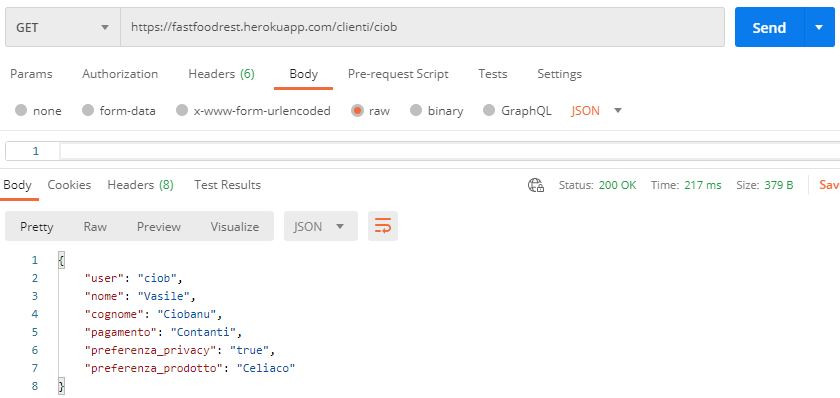 GET https://fastfoodrest.herokuapp.com/clienti/ciob Send
Params Authorization Headers (6) Body Pre-request Script Tests Settings
none form-data x-www-form-urlencoded raw binary GraphQL JSON
1
Body Cookies Headers (8) Test Results Status: 200 OK Time: 217 ms Size: 379 B Sav
Pretty Raw Preview Visualize JSON
1 {
2 "user": "ciob",
3 "nome": "Vasile",
4 "cognome": "Ciobanu",
5 "pagamento": "Contanti",
6 "preferenza_privacy": "true",
7 "preferenza_prodotto": "Celiaco"
8 }